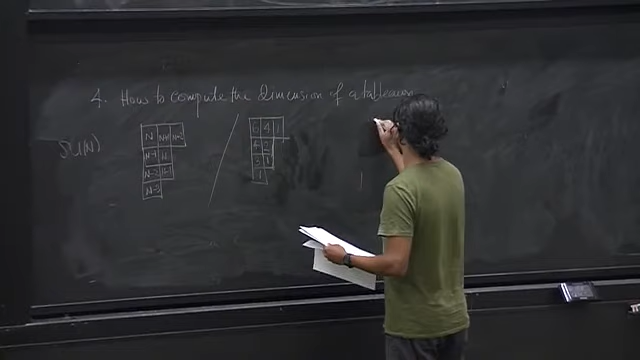 4. How to compute the dimension of a tableau
SU(N)
N N+1 N+2 / 6 4 1
N-1 N 4 2
N-2 N-1 3 1
N-3 1